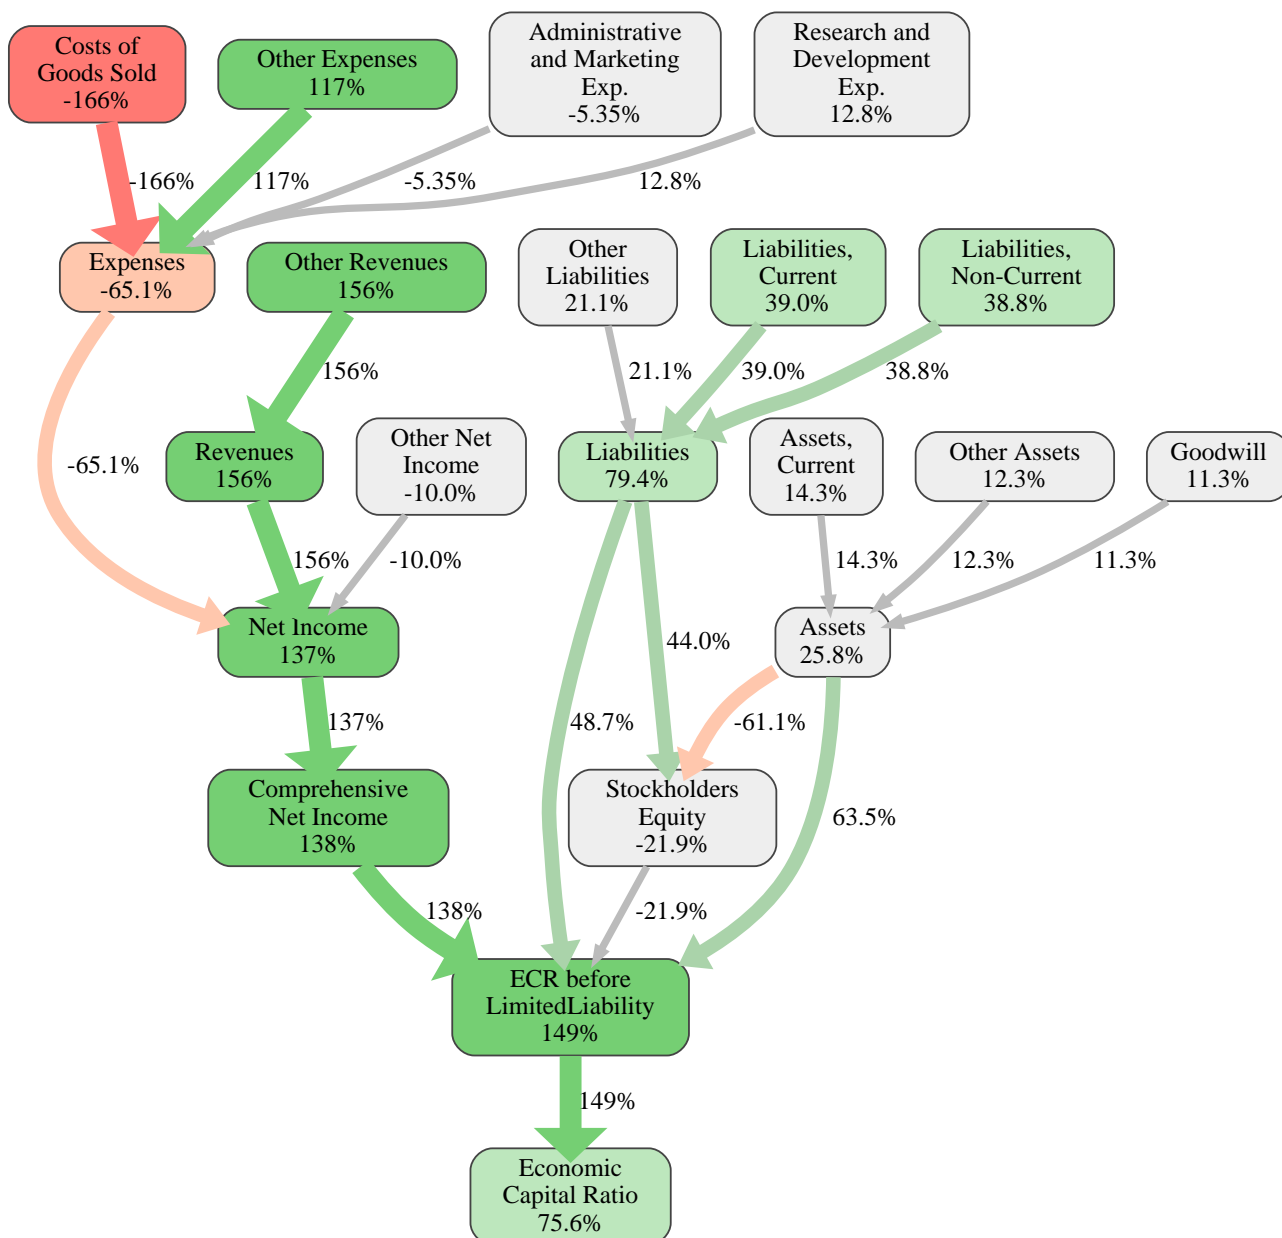 Costs of
Goods Sold
-166%
Other Expenses
117%
Administrative
and Marketing
Exp.
-5.35%
Research and
Development
Exp.
12.8%
-166%
117%
-5.35%
12.8%
Expenses
-65.1%
Other Revenues
156%
Other
Liabilities
21.1%
Liabilities,
Current
39.0%
Liabilities,
Non-Current
38.8%
156%
21.1%
39.0%
38.8%
-65.1%
Revenues
156%
Other Net
Income
-10.0%
Liabilities
79.4%
Assets,
Current
14.3%
Other Assets
12.3%
Goodwill
11.3%
156%
-10.0%
14.3%
12.3%
11.3%
Net Income
137%
44.0%
Assets
25.8%
137%
48.7%
-61.1%
Comprehensive
Net Income
138%
Stockholders
Equity
-21.9%
63.5%
138%
-21.9%
ECR before
LimitedLiability
149%
149%
Economic
Capital Ratio
75.6%